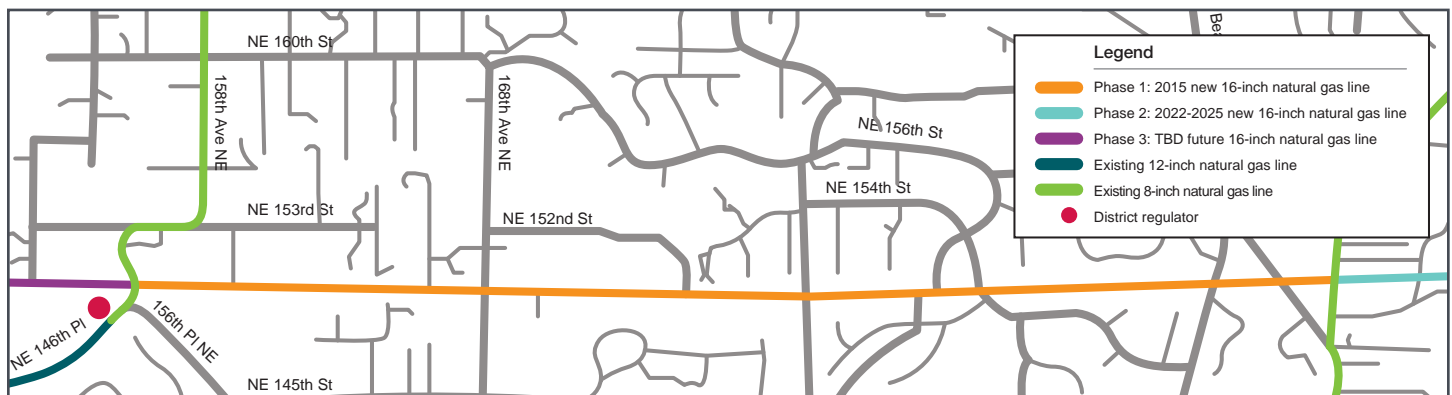 NE 160th St
158th Ave NE
168th Ave NE
NE 156th St
NE 154th St
NE 153rd St
NE 152nd St
156th Pl NE
NE 146th Pl
NE 145th St
Legend
Phase 1: 2015 new 16-inch natural gas line
Phase 2: 2022-2025 new 16-inch natural gas line
Phase 3: TBD future 16-inch natural gas line
Existing 12-inch natural gas line
Existing 8-inch natural gas line
District regulator